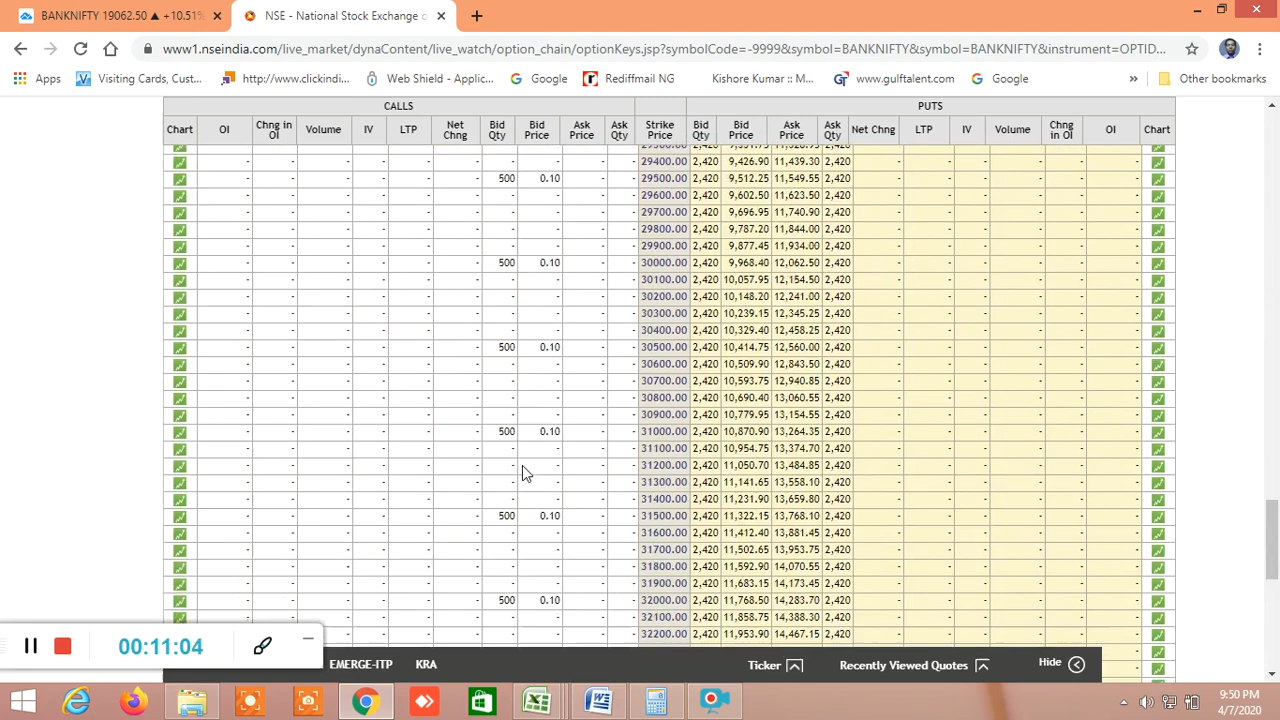 BANKNIFTY 19062.50 ▲ +10.51%
NSE - National Stock Exchange o
www1.nseindia.com/live_market/dynaContent/live_watch/option_chain/optionKeys.jsp?symbolCode=-9999&symbol=BANKNIFTY&symbol=BANKNIFTY&instrument=OPTID...
Apps Visiting Cards, Cust... http://www.clickindi... Web Shield - Applic... Google Rediffmail NG Kishore Kumar :: M... www.gulftalent.com Google » Other bookmarks
CALLS PUTS
Chart OI Chng in OI Volume IV LTP Net Chng Bid Qty Bid Price Ask Price Ask Qty Strike Price Bid Qty Bid Price Ask Price Ask Qty Net Chng LTP IV Volume Chng in OI OI Chart
- - - - - - - - - - 29400.00 2,420 9,426.90 11,439.30 2,420 - - - - - -
- - - - - - 500 0.10 - - 29500.00 2,420 9,512.25 11,549.55 2,420 - - - - - -
- - - - - - - - - - 29600.00 2,420 9,602.50 11,623.50 2,420 - - - - - -
- - - - - - - - - - 29700.00 2,420 9,696.95 11,740.90 2,420 - - - - - -
- - - - - - - - - - 29800.00 2,420 9,787.20 11,844.00 2,420 - - - - - -
- - - - - - - - - - 29900.00 2,420 9,877.45 11,934.00 2,420 - - - - - -
- - - - - - 500 0.10 - - 30000.00 2,420 9,968.40 12,062.50 2,420 - - - - - -
- - - - - - - - - - 30100.00 2,420 10,057.95 12,154.50 2,420 - - - - - -
- - - - - - - - - - 30200.00 2,420 10,148.20 12,241.00 2,420 - - - - - -
- - - - - - - - - - 30300.00 2,420 10,239.15 12,345.25 2,420 - - - - - -
- - - - - - - - - - 30400.00 2,420 10,329.40 12,458.25 2,420 - - - - - -
- - - - - - 500 0.10 - - 30500.00 2,420 10,414.75 12,560.00 2,420 - - - - - -
- - - - - - - - - - 30600.00 2,420 10,509.90 12,843.50 2,420 - - - - - -
- - - - - - - - - - 30700.00 2,420 10,593.75 12,940.85 2,420 - - - - - -
- - - - - - - - - - 30800.00 2,420 10,690.40 13,060.55 2,420 - - - - - -
- - - - - - - - - - 30900.00 2,420 10,779.95 13,154.55 2,420 - - - - - -
- - - - - - 500 0.10 - - 31000.00 2,420 10,870.90 13,264.35 2,420 - - - - - -
- - - - - - - - - - 31100.00 2,420 10,954.75 13,374.70 2,420 - - - - - -
- - - - - - - - - - 31200.00 2,420 11,050.70 13,484.85 2,420 - - - - - -
- - - - - - - - - - 31300.00 2,420 11,141.65 13,558.10 2,420 - - - - - -
- - - - - - - - - - 31400.00 2,420 11,231.90 13,659.80 2,420 - - - - - -
- - - - - - 500 0.10 - - 31500.00 2,420 11,322.15 13,768.10 2,420 - - - - - -
- - - - - - - - - - 31600.00 2,420 11,412.40 13,881.45 2,420 - - - - - -
- - - - - - - - - - 31700.00 2,420 11,502.65 13,953.75 2,420 - - - - - -
- - - - - - - - - - 31800.00 2,420 11,592.90 14,070.55 2,420 - - - - - -
- - - - - - - - - - 31900.00 2,420 11,683.15 14,173.45 2,420 - - - - - -
- - - - - - 500 0.10 - - 32000.00 2,420 11,768.50 14,283.70 2,420 - - - - - -
- - - - - - - - - - 32100.00 2,420 11,858.75 14,388.30 2,420 - - - - - -
- - - - - - 32200.00 2,420 11,953.90 14,467.15 2,420 - - - - - -
00:11:04
EMERGE-ITP KRA Ticker Recently Viewed Quotes Hide
9:50 PM
4/7/2020